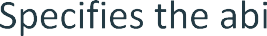 Specifies the abi